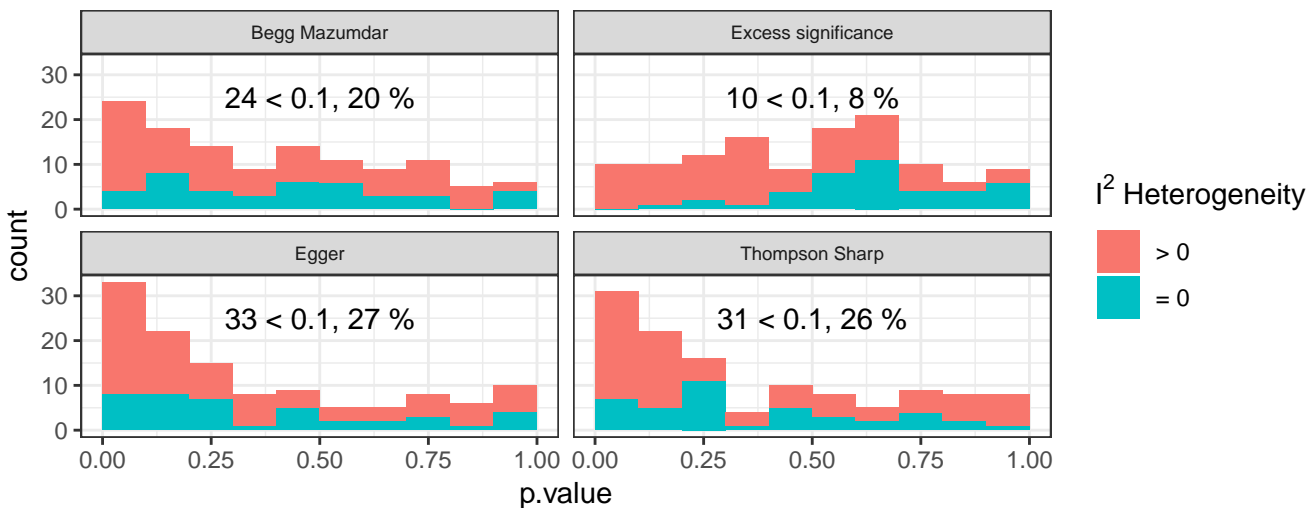 Begg Mazumdar
Excess significance
24 < 0.1, 20 %
10 < 0.1, 8 %
30
20
10
0
Egger
Thompson Sharp
33 < 0.1, 27 %
31 < 0.1, 26 %
30
20
10
0
0.00 0.25 0.50 0.75 1.00
0.00 0.25 0.50 0.75 1.00
p.value
count
I² Heterogeneity
> 0
= 0